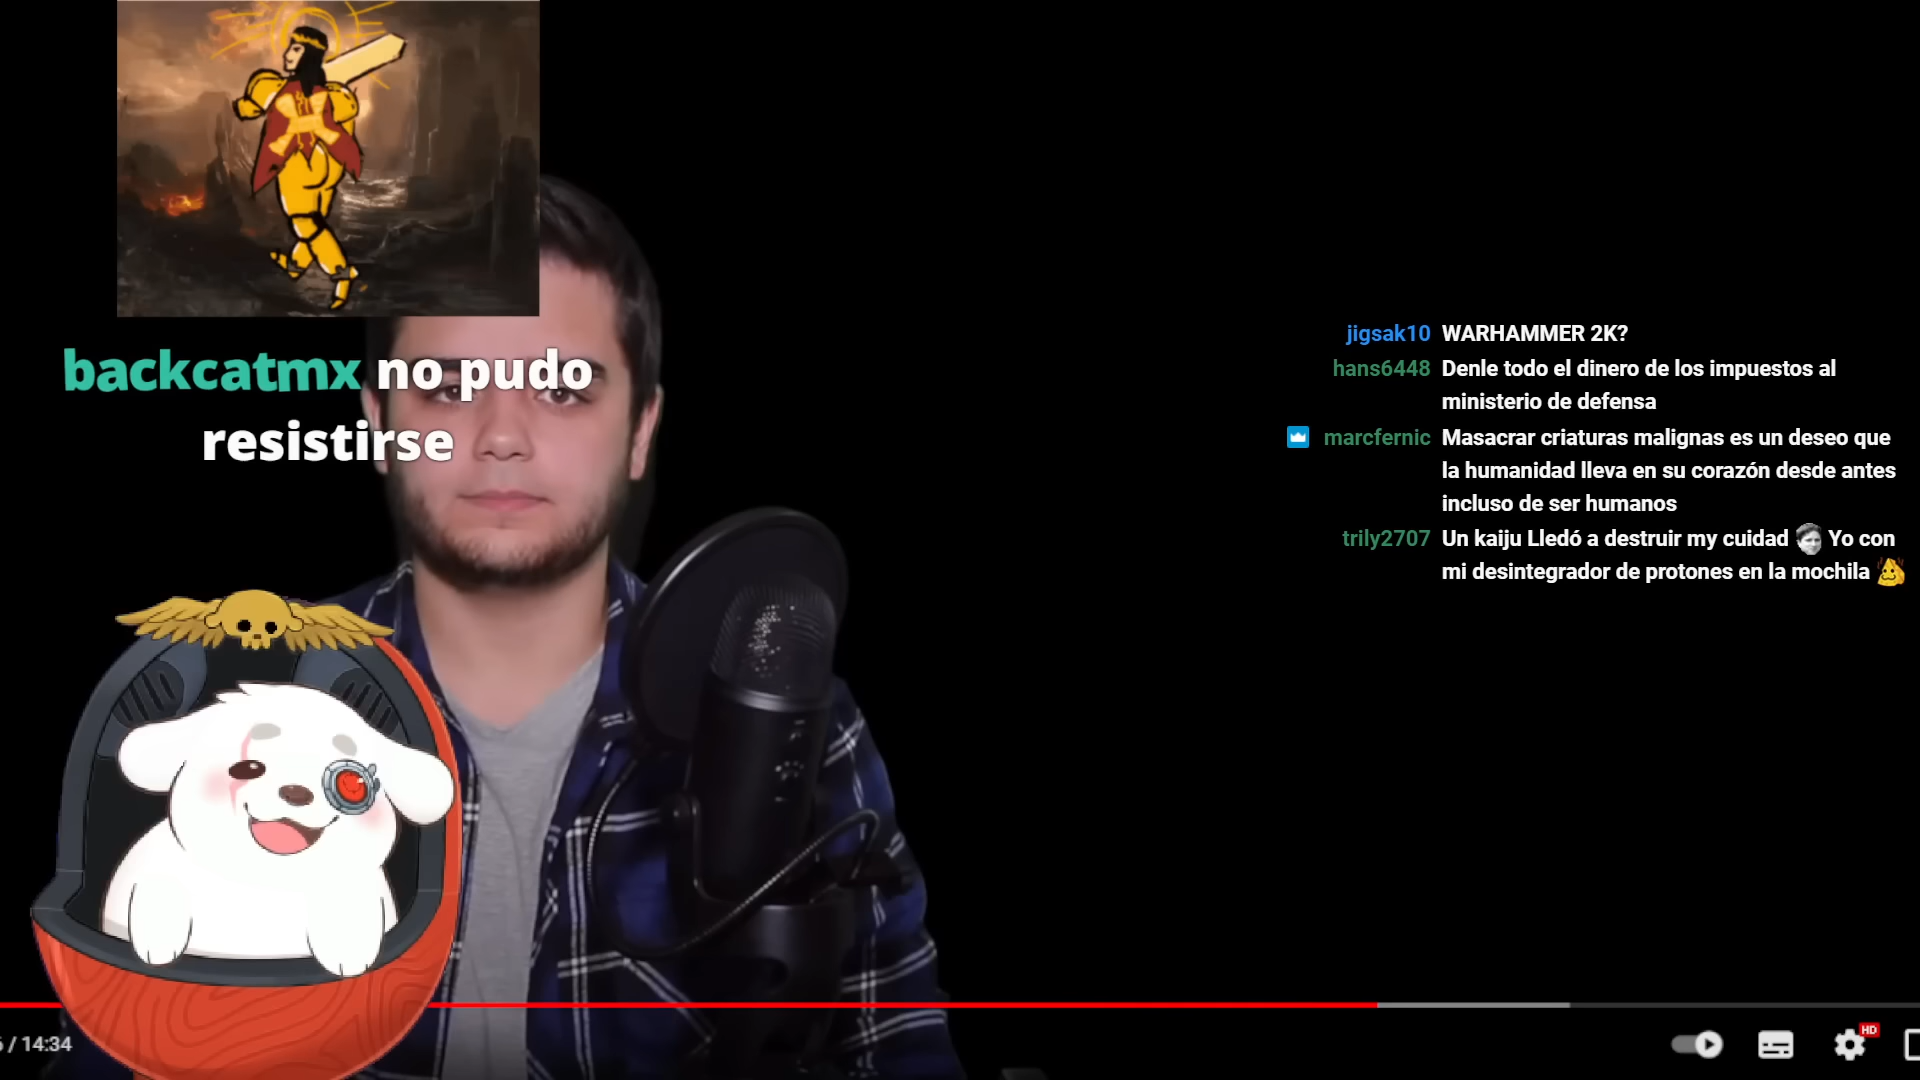 backcatmx no pudo
resistirse
jigsak10 WARHAMMER 2K?
hans6448 Denle todo el dinero de los impuestos al
ministerio de defensa
marcfernic Masacrar criaturas malignas es un deseo que
la humanidad lleva en su corazón desde antes
incluso de ser humanos
trily2707 Un kaiju Lledó a destruir my cuidad Yo con
mi desintegrador de protones en la mochila
/ 14:34
HD